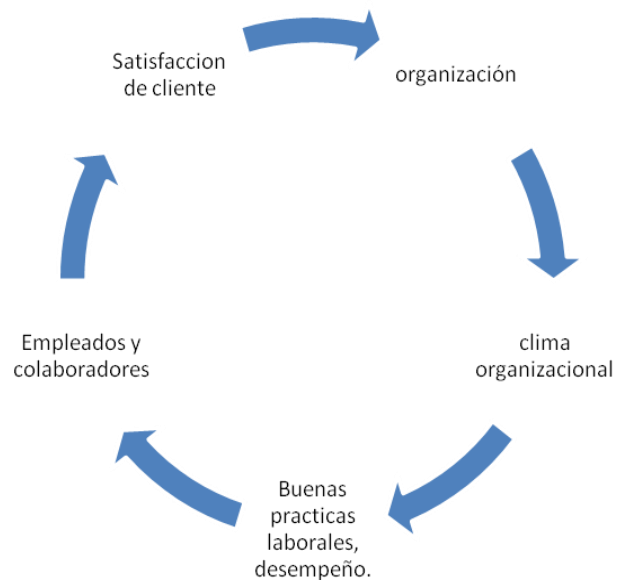 Satisfaccion
de cliente
organización
clima
organizacional
Buenas
practicas
laborales,
desempeño.
Empleados y
colaboradores